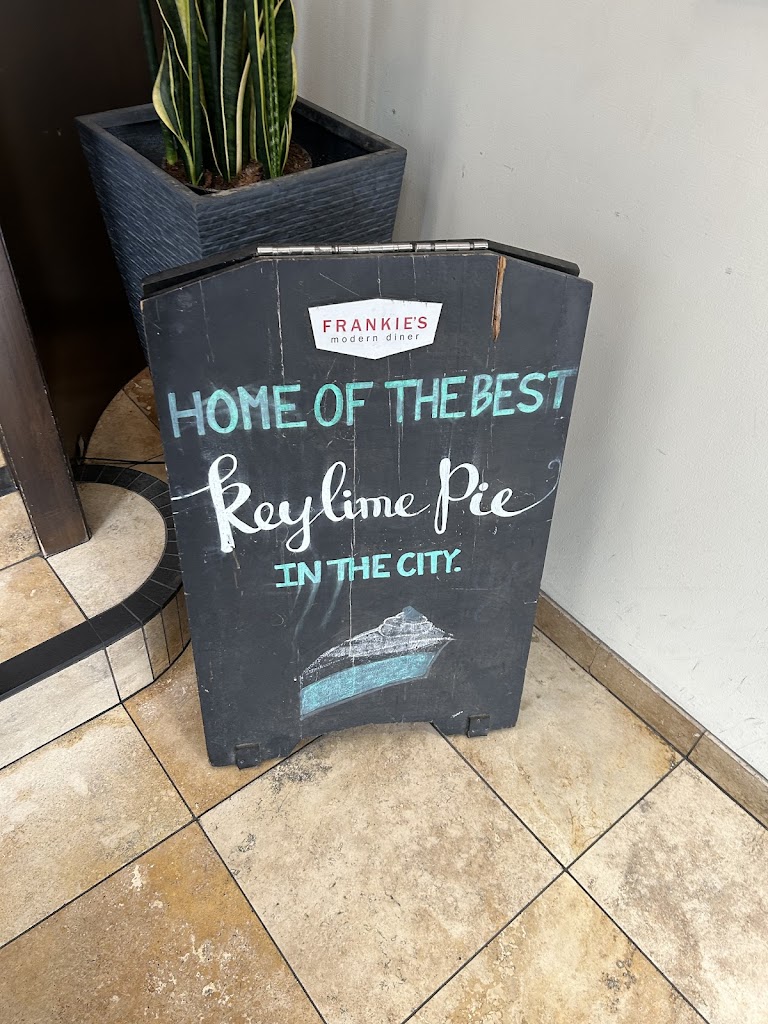 FRANKIE'S
modern diner
HOME OF THE BEST
Key lime Pie
IN THE CITY.